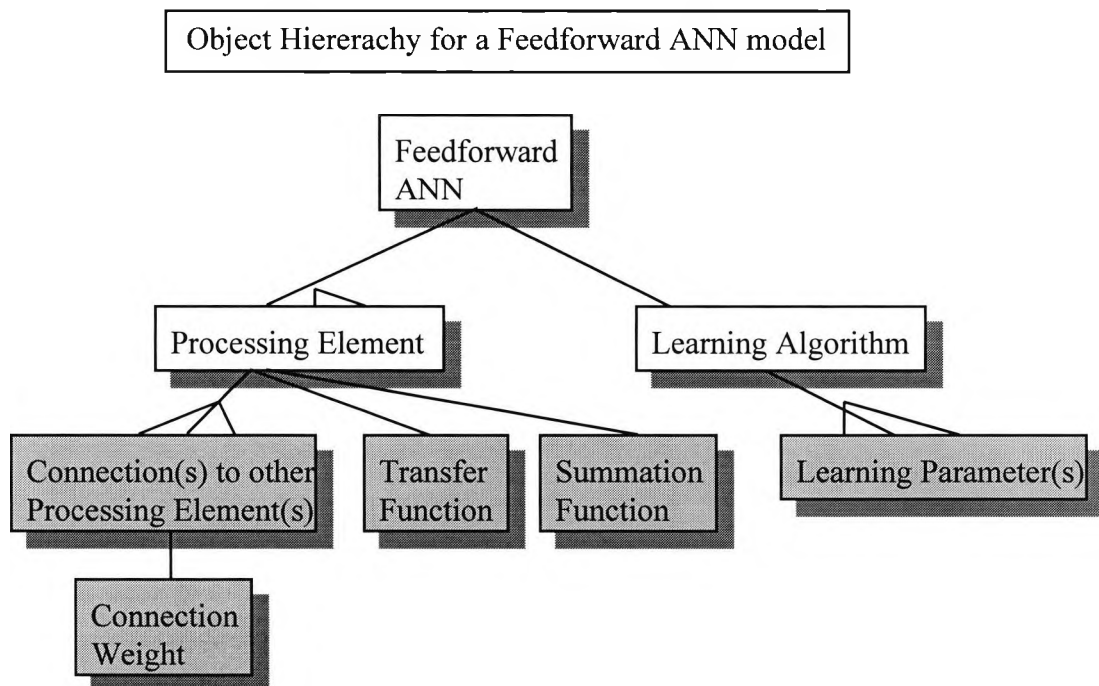 Object Hiererachy for a Feedforward ANN model
Feedforward
ANN
Processing Element
Learning Algorithm
Connection(s) to other
Processing Element(s)
Transfer
Function
Summation
Function
Learning Parameter(s)
Connection
Weight